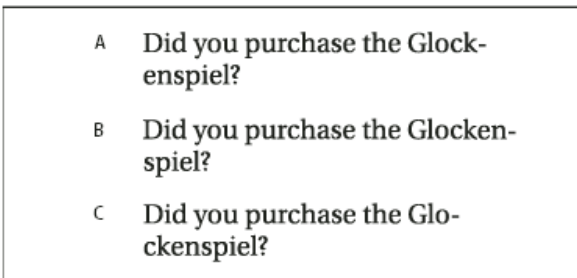 A Did you purchase the Glock-
enspiel?
B Did you purchase the Glocken-
spiel?
C Did you purchase the Glo-
ckenspiel?